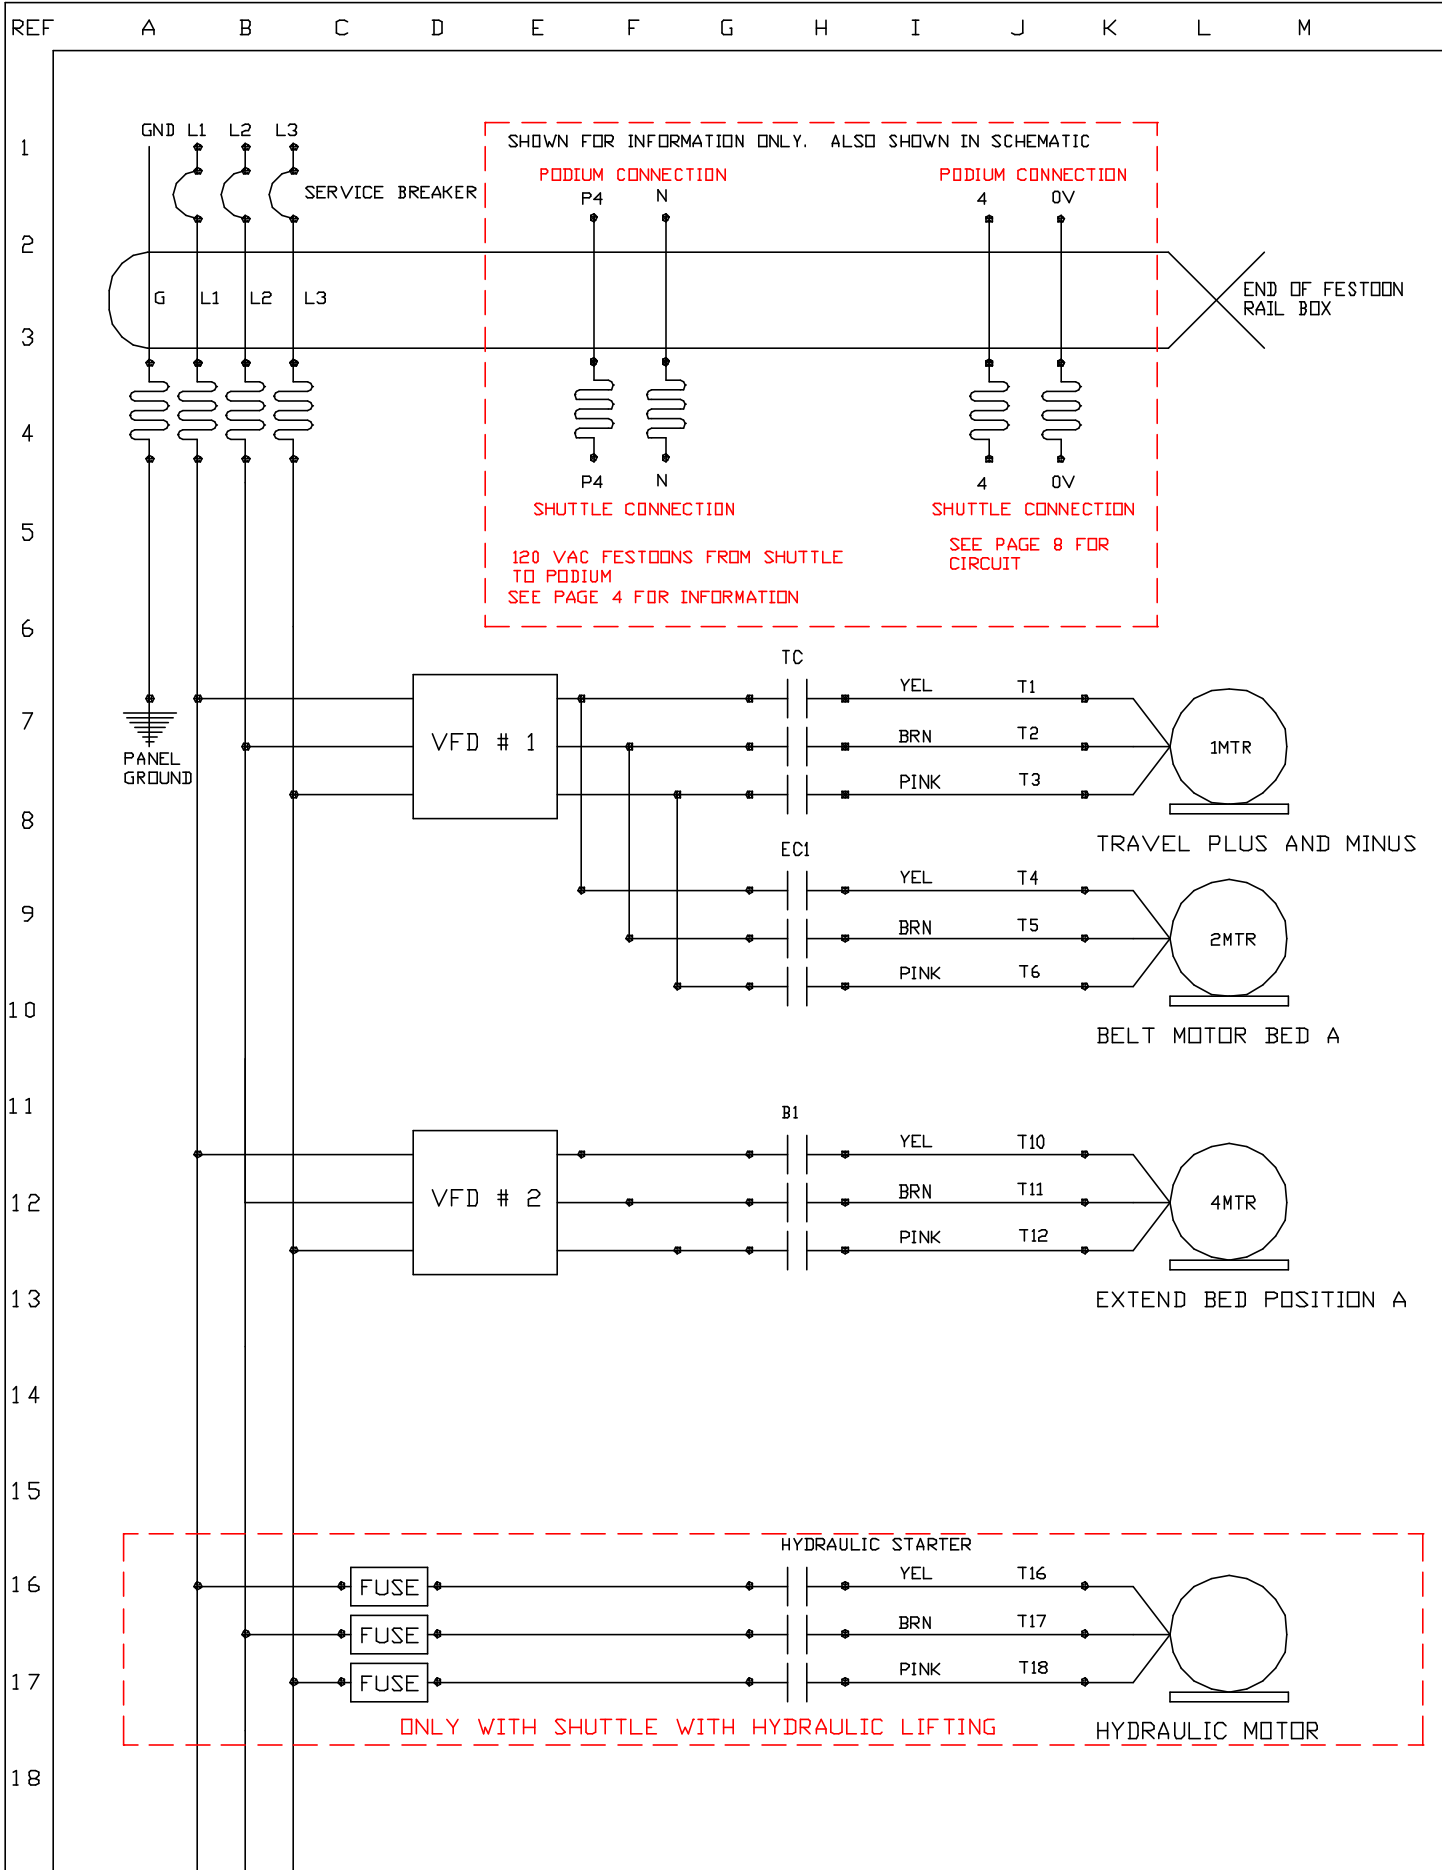 REF A B C D E F G H I J K L M
1
GND L1 L2 L3
SHOWN FOR INFORMATION ONLY. ALSO SHOWN IN SCHEMATIC
PODIUM CONNECTION
PODIUM CONNECTION
SERVICE BREAKER
P4 N
4 0V
2
G L1 L2 L3
END OF FESTOON
RAIL BOX
3
4
P4 N
4 0V
SHUTTLE CONNECTION
SHUTTLE CONNECTION
5
SEE PAGE 8 FOR
CIRCUIT
120 VAC FESTOONS FROM SHUTTLE
TO PODIUM
SEE PAGE 4 FOR INFORMATION
6
TC
YEL T1
7
VFD # 1
BRN T2
1MTR
PANEL
GROUND
PINK T3
8
TRAVEL PLUS AND MINUS
EC1
YEL T4
9
BRN T5
2MTR
PINK T6
10
BELT MOTOR BED A
11
B1
YEL T10
12
VFD # 2
BRN T11
4MTR
PINK T12
13
EXTEND BED POSITION A
14
15
HYDRAULIC STARTER
16
FUSE
YEL T16
FUSE
BRN T17
17
FUSE
PINK T18
ONLY WITH SHUTTLE WITH HYDRAULIC LIFTING
HYDRAULIC MOTOR
18